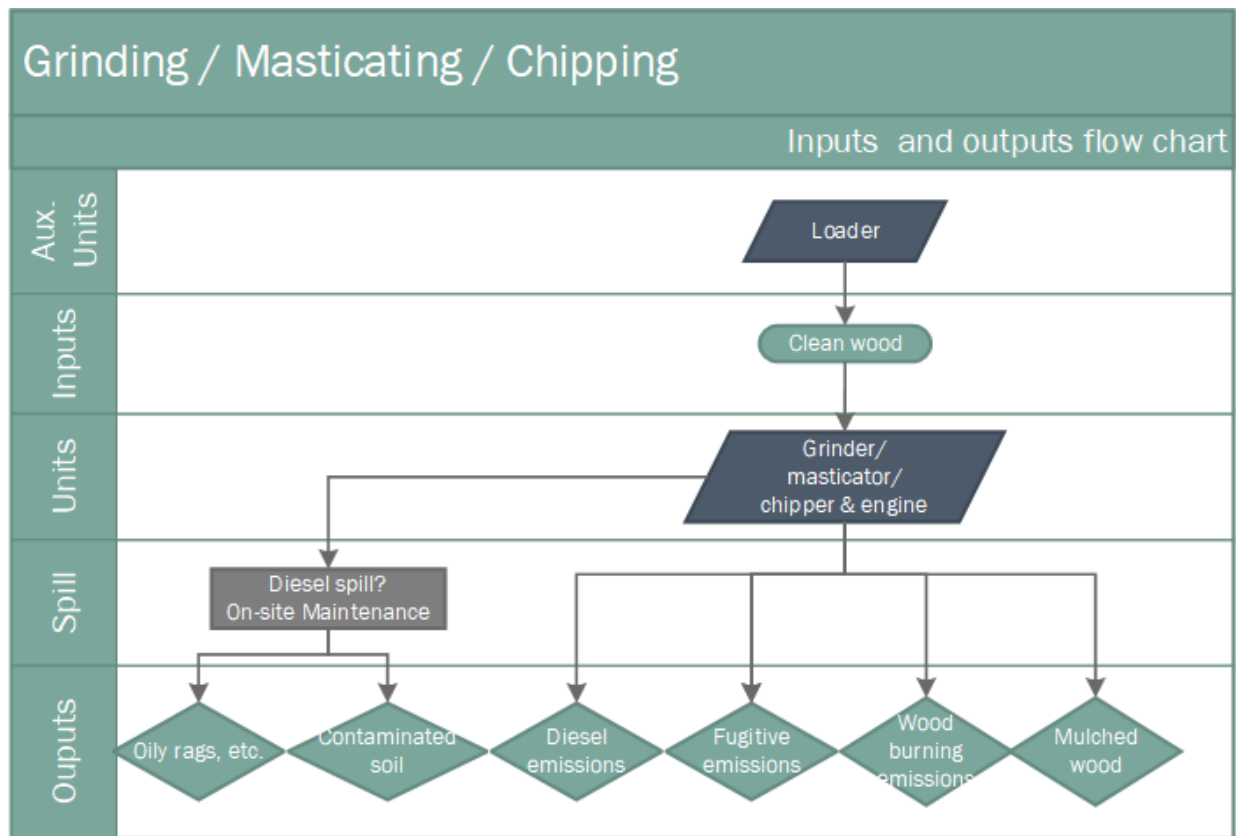 Grinding / Masticating / Chipping
Inputs and outputs flow chart
Aux.
Units
Loader
Inputs
Clean wood
Units
Grinder/
masticator/
chipper & engine
Spill
Diesel spill?
On-site Maintenance
Ouputs
Oily rags, etc.
Contaminated
soil
Diesel
emissions
Fugitive
emissions
Wood
burning
emissions
Mulched
wood